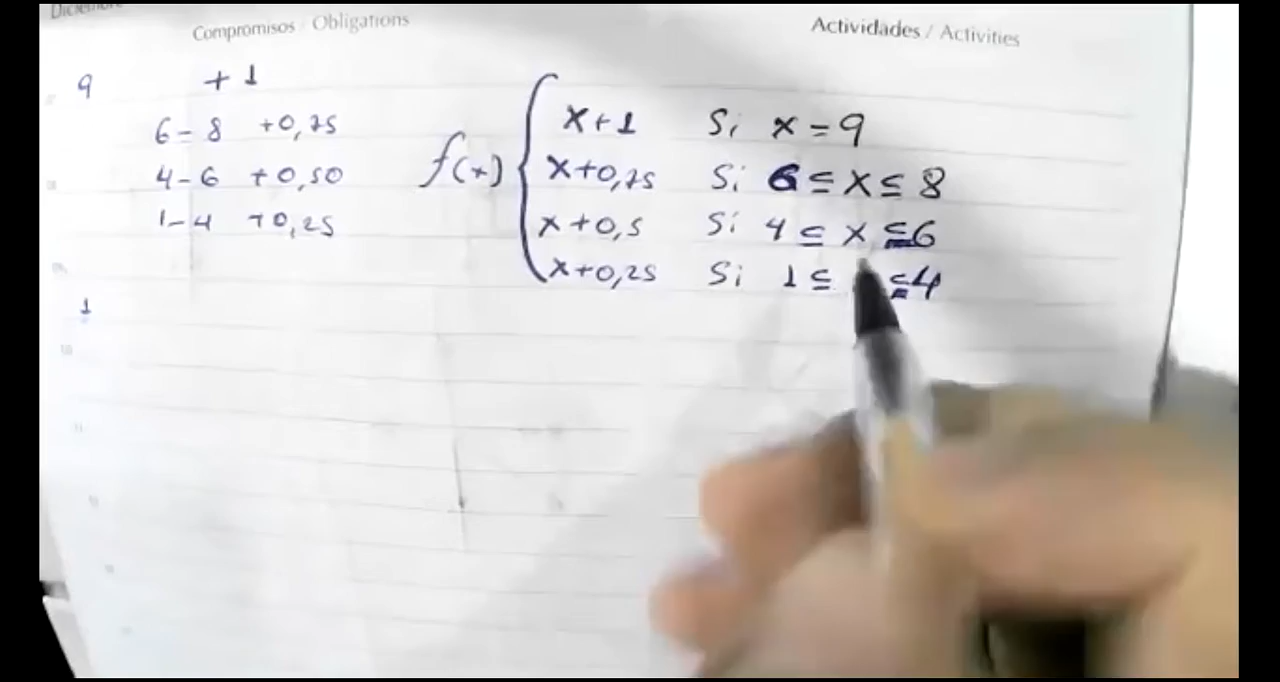 Compromisos / Obligations
Actividades / Activities
9 +1
6-8 +0,75
4-6 +0,50
1-4 +0,25
1
f(x) {
x+1 Si x=9
x+0,75 Si 6≤x≤8
x+0,5 Si 4≤x≤6
x+0,25 Si 1≤ ≤4